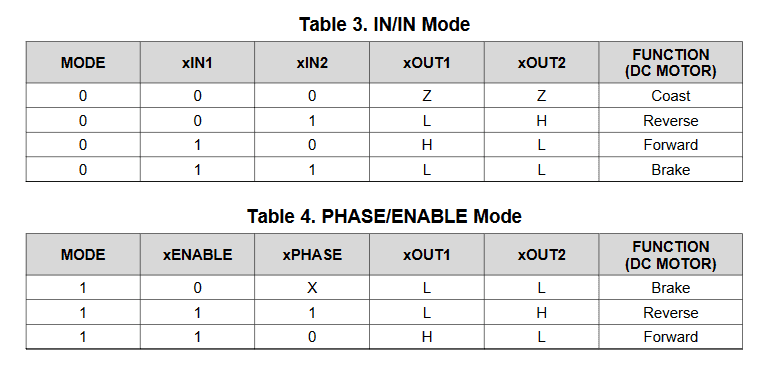 Table 3. IN/IN Mode
MODE xIN1 xIN2 xOUT1 xOUT2 FUNCTION (DC MOTOR)
0 0 0 Z Z Coast
0 0 1 L H Reverse
0 1 0 H L Forward
0 1 1 L L Brake
Table 4. PHASE/ENABLE Mode
MODE xENABLE xPHASE xOUT1 xOUT2 FUNCTION (DC MOTOR)
1 0 X L L Brake
1 1 1 L H Reverse
1 1 0 H L Forward